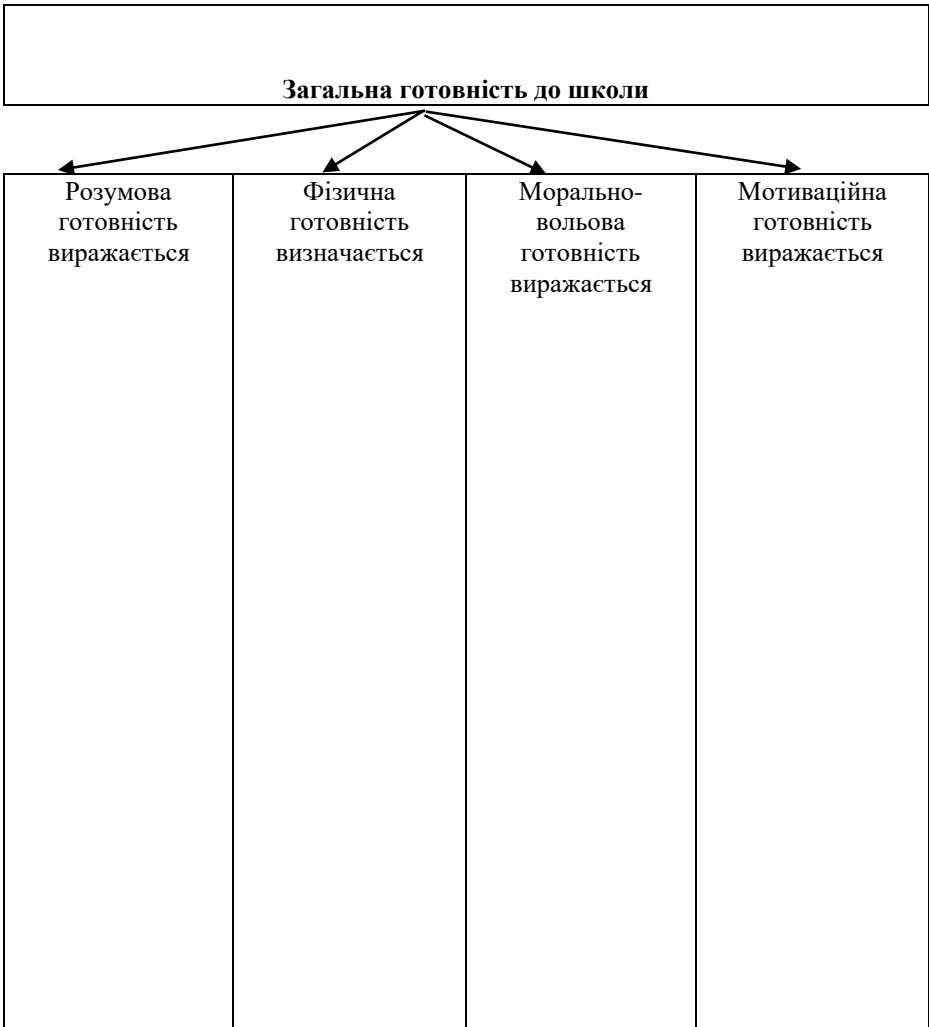 Загальна готовність до школи
Розумова
готовність
виражається
Фізична
готовність
визначається
Морально-
вольова
готовність
виражається
Мотиваційна
готовність
виражається